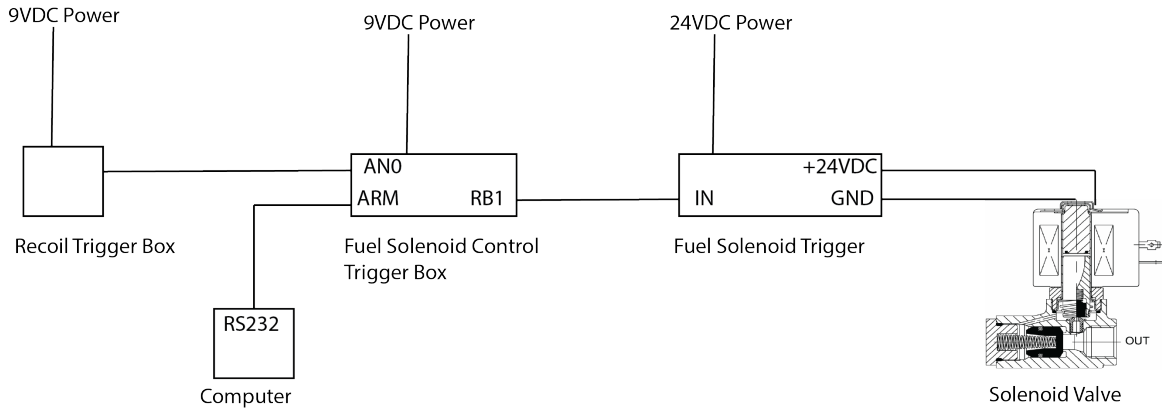 9VDC Power
9VDC Power
24VDC Power
AN0
ARM
RB1
+24VDC
IN
GND
Recoil Trigger Box
Fuel Solenoid Control
Trigger Box
Fuel Solenoid Trigger
RS232
Computer
OUT
Solenoid Valve